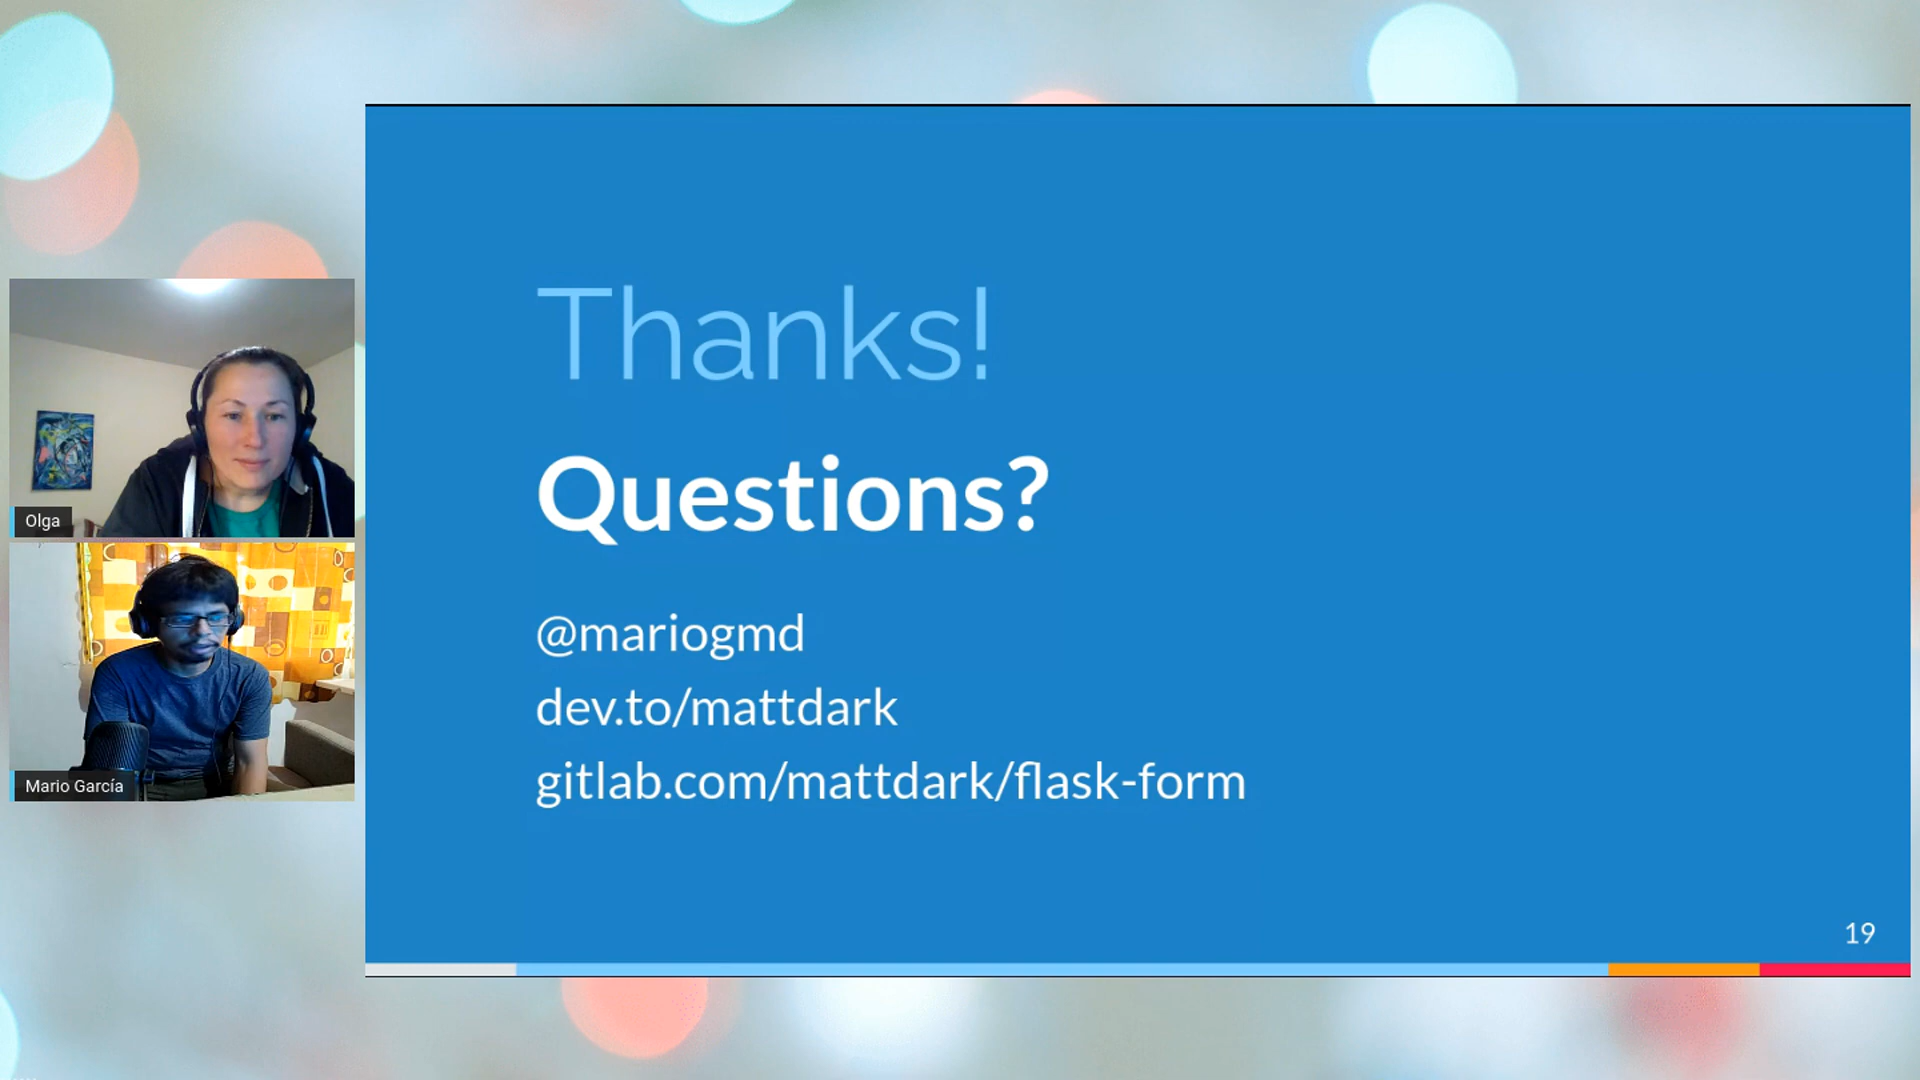 Olga
Mario García
Thanks!
Questions?
@mariogmd
dev.to/mattdark
gitlab.com/mattdark/flask-form
19